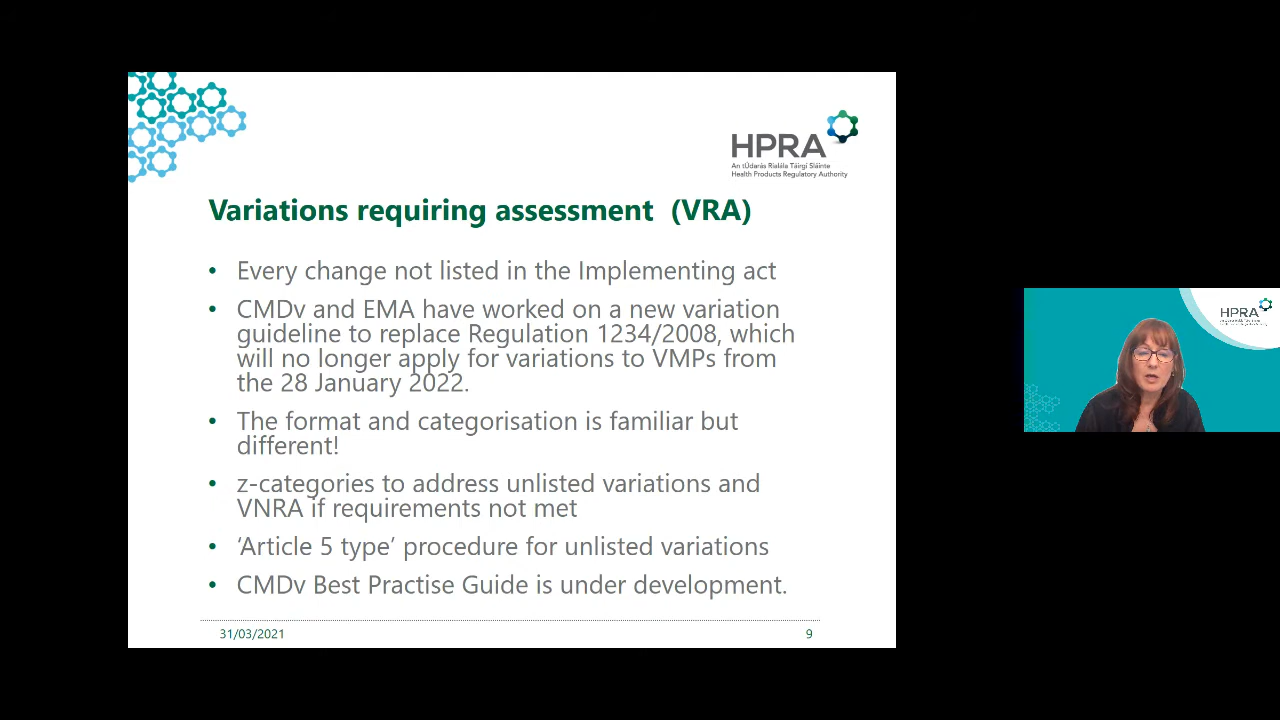 HPRA
An tÚdarás Rialála Táirgí Sláinte
Health Products Regulatory Authority
Variations requiring assessment (VRA)
• Every change not listed in the Implementing act
• CMDv and EMA have worked on a new variation
guideline to replace Regulation 1234/2008, which
will no longer apply for variations to VMPs from
the 28 January 2022.
• The format and categorisation is familiar but
different!
• z-categories to address unlisted variations and
VNRA if requirements not met
• ‘Article 5 type’ procedure for unlisted variations
• CMDv Best Practise Guide is under development.
31/03/2021
9
HPRA